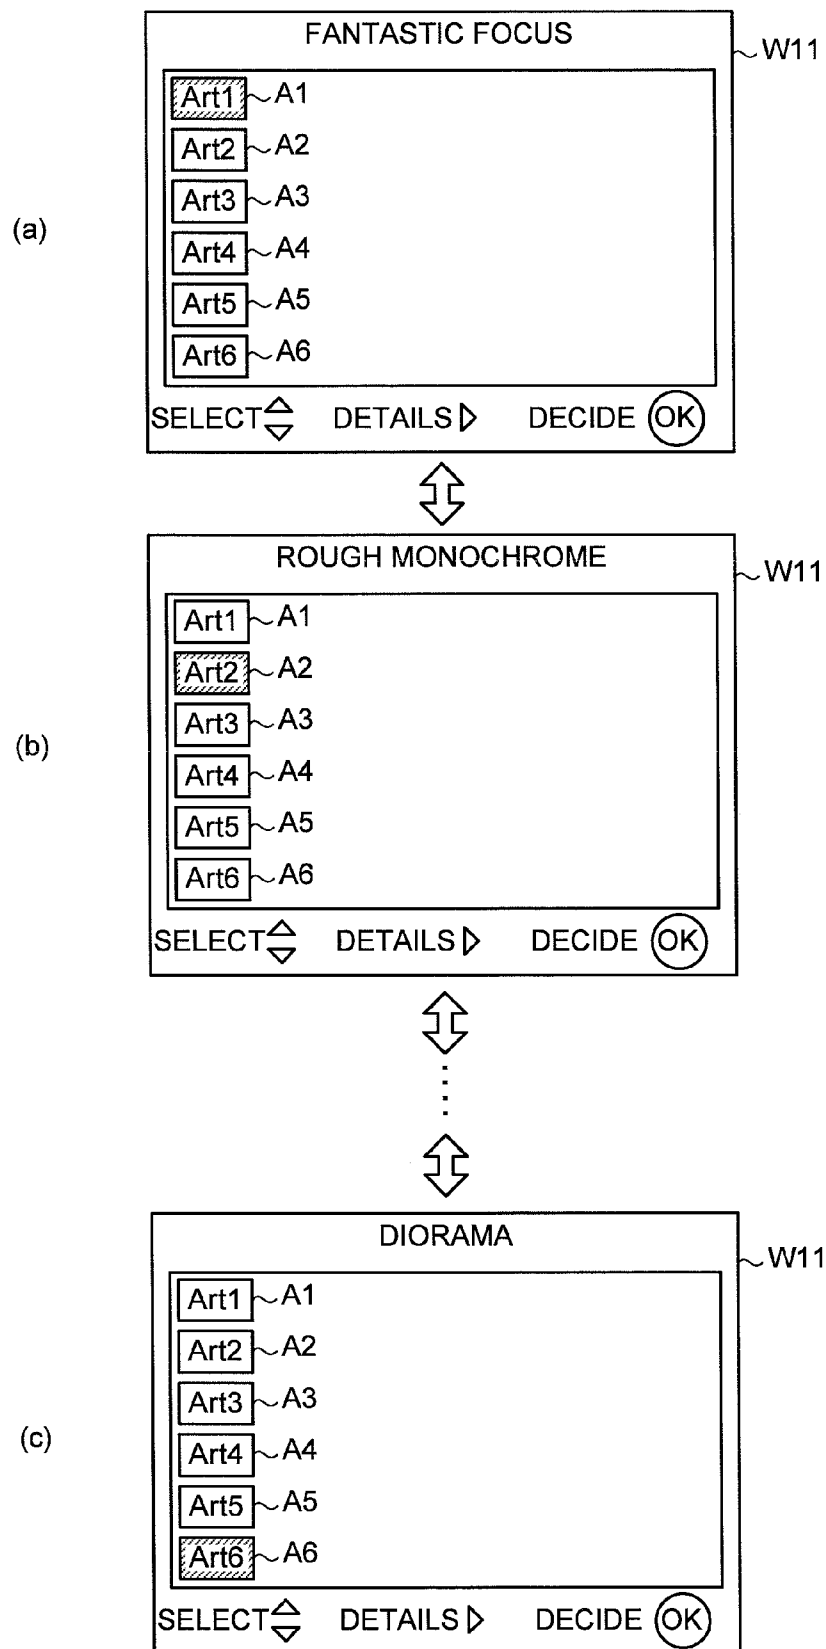 FANTASTIC FOCUS
W11
Art1 A1
Art2 A2
Art3 A3
(a)
Art4 A4
Art5 A5
Art6 A6
SELECT DETAILS DECIDE OK
ROUGH MONOCHROME
W11
Art1 A1
Art2 A2
Art3 A3
(b)
Art4 A4
Art5 A5
Art6 A6
SELECT DETAILS DECIDE OK
DIORAMA
W11
Art1 A1
Art2 A2
Art3 A3
(c)
Art4 A4
Art5 A5
Art6 A6
SELECT DETAILS DECIDE OK